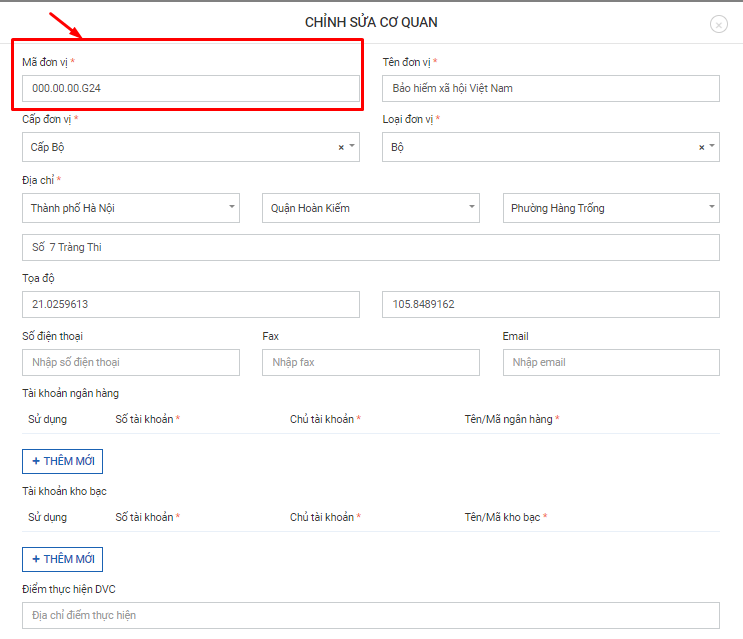 CHỈNH SỬA CƠ QUAN
Mã đơn vị *
Tên đơn vị *
000.00.00.G24
Bảo hiểm xã hội Việt Nam
Cấp đơn vị *
Loại đơn vị *
Cấp Bộ
Bộ
Địa chỉ *
Thành phố Hà Nội
Quận Hoàn Kiếm
Phường Hàng Trống
Số 7 Tràng Thi
Tọa độ
21.0259613
105.8489162
Số điện thoại
Fax
Email
Nhập số điện thoại
Nhập fax
Nhập email
Tài khoản ngân hàng
Sử dụng
Số tài khoản *
Chủ tài khoản *
Tên/Mã ngân hàng *
+ THÊM MỚI
Tài khoản kho bạc
Sử dụng
Số tài khoản *
Chủ tài khoản *
Tên/Mã kho bạc *
+ THÊM MỚI
Điểm thực hiện DVC
Địa chỉ điểm thực hiện